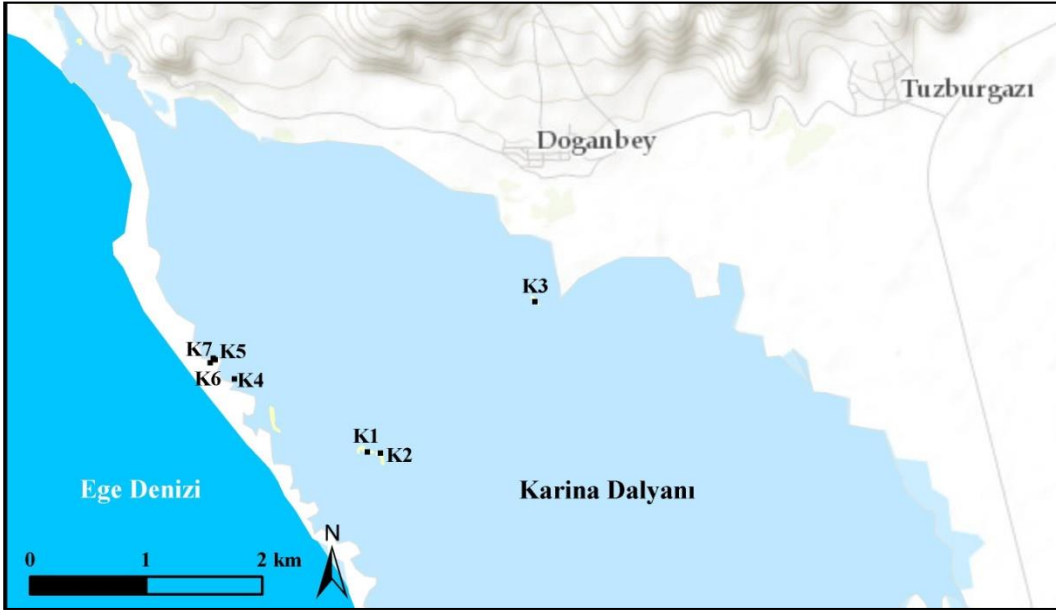 Tuzburgazı
Doganbey
K3
K7
K5
K6
K4
K1
K2
Ege Denizi
Karina Dalyanı
N
0 1 2 km